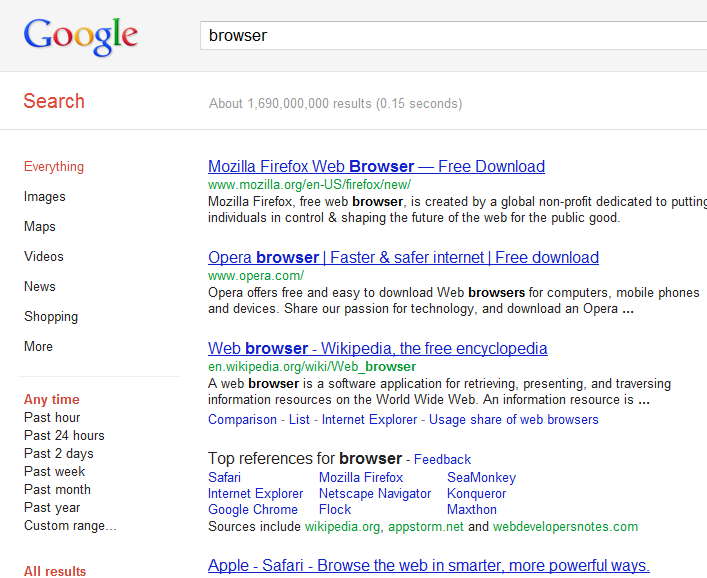 Google
browser
Search
About 1,690,000,000 results (0.15 seconds)
Everything
Images
Maps
Videos
News
Shopping
More
Any time
Past hour
Past 24 hours
Past 2 days
Past week
Past month
Past year
Custom range...
All results
Mozilla Firefox Web Browser — Free Download
www.mozilla.org/en-US/firefox/new/
Mozilla Firefox, free web browser, is created by a global non-profit dedicated to putting
individuals in control & shaping the future of the web for the public good.
Opera browser | Faster & safer internet | Free download
www.opera.com/
Opera offers free and easy to download Web browsers for computers, mobile phones
and devices. Share our passion for technology, and download an Opera ...
Web browser - Wikipedia, the free encyclopedia
en.wikipedia.org/wiki/Web_browser
A web browser is a software application for retrieving, presenting, and traversing
information resources on the World Wide Web. An information resource is ...
Comparison - List - Internet Explorer - Usage share of web browsers
Top references for browser - Feedback
Safari Mozilla Firefox SeaMonkey
Internet Explorer Netscape Navigator Konqueror
Google Chrome Flock Maxthon
Sources include wikipedia.org, appstorm.net and webdevelopersnotes.com
Apple - Safari - Browse the web in smarter, more powerful ways.